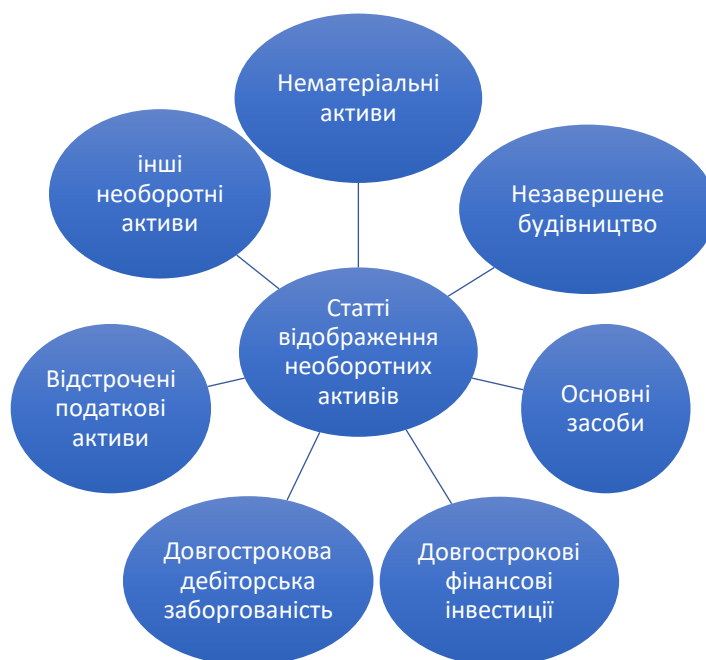 Нематеріальні
активи
інші
необоротні
активи
Незавершене
будівництво
Статті
відображення
необоротних
активів
Відстрочені
податкові
активи
Основні
засоби
Довгострокова
дебіторська
заборгованість
Довгострокові
фінансові
інвестиції